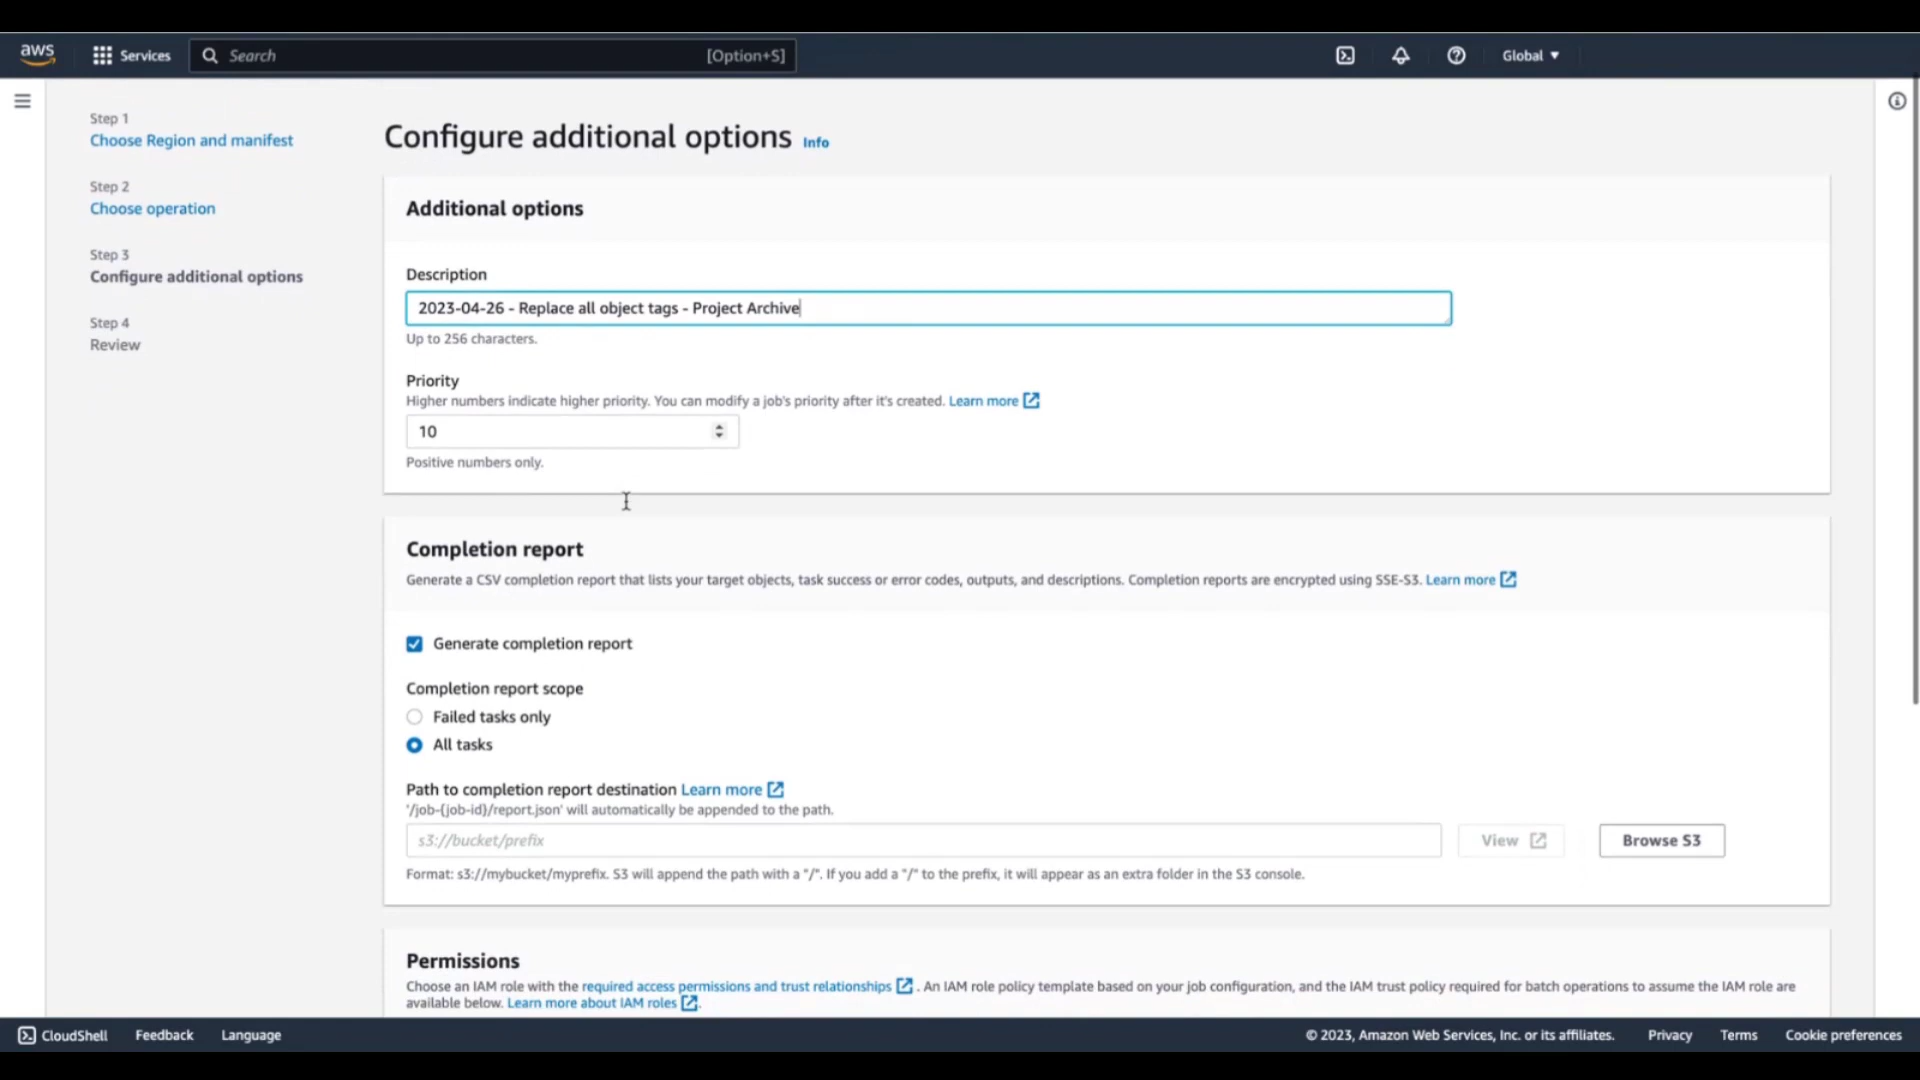 aws
Services
Search
[Option+S]
Global
Step 1
Choose Region and manifest
Step 2
Choose operation
Step 3
Configure additional options
Step 4
Review
Configure additional options Info
Additional options
Description
2023-04-26 - Replace all object tags - Project Archive
Up to 256 characters.
Priority
Higher numbers indicate higher priority. You can modify a job's priority after it's created. Learn more
10
Positive numbers only.
Completion report
Generate a CSV completion report that lists your target objects, task success or error codes, outputs, and descriptions. Completion reports are encrypted using SSE-S3. Learn more
Generate completion report
Completion report scope
Failed tasks only
All tasks
Path to completion report destination Learn more
'/job-{job-id}/report.json' will automatically be appended to the path.
s3://bucket/prefix
View
Browse S3
Format: s3://mybucket/myprefix. S3 will append the path with a "/". If you add a "/" to the prefix, it will appear as an extra folder in the S3 console.
Permissions
Choose an IAM role with the required access permissions and trust relationships. An IAM role policy template based on your job configuration, and the IAM trust policy required for batch operations to assume the IAM role are
available below. Learn more about IAM roles.
CloudShell
Feedback
Language
© 2023, Amazon Web Services, Inc. or its affiliates.
Privacy
Terms
Cookie preferences